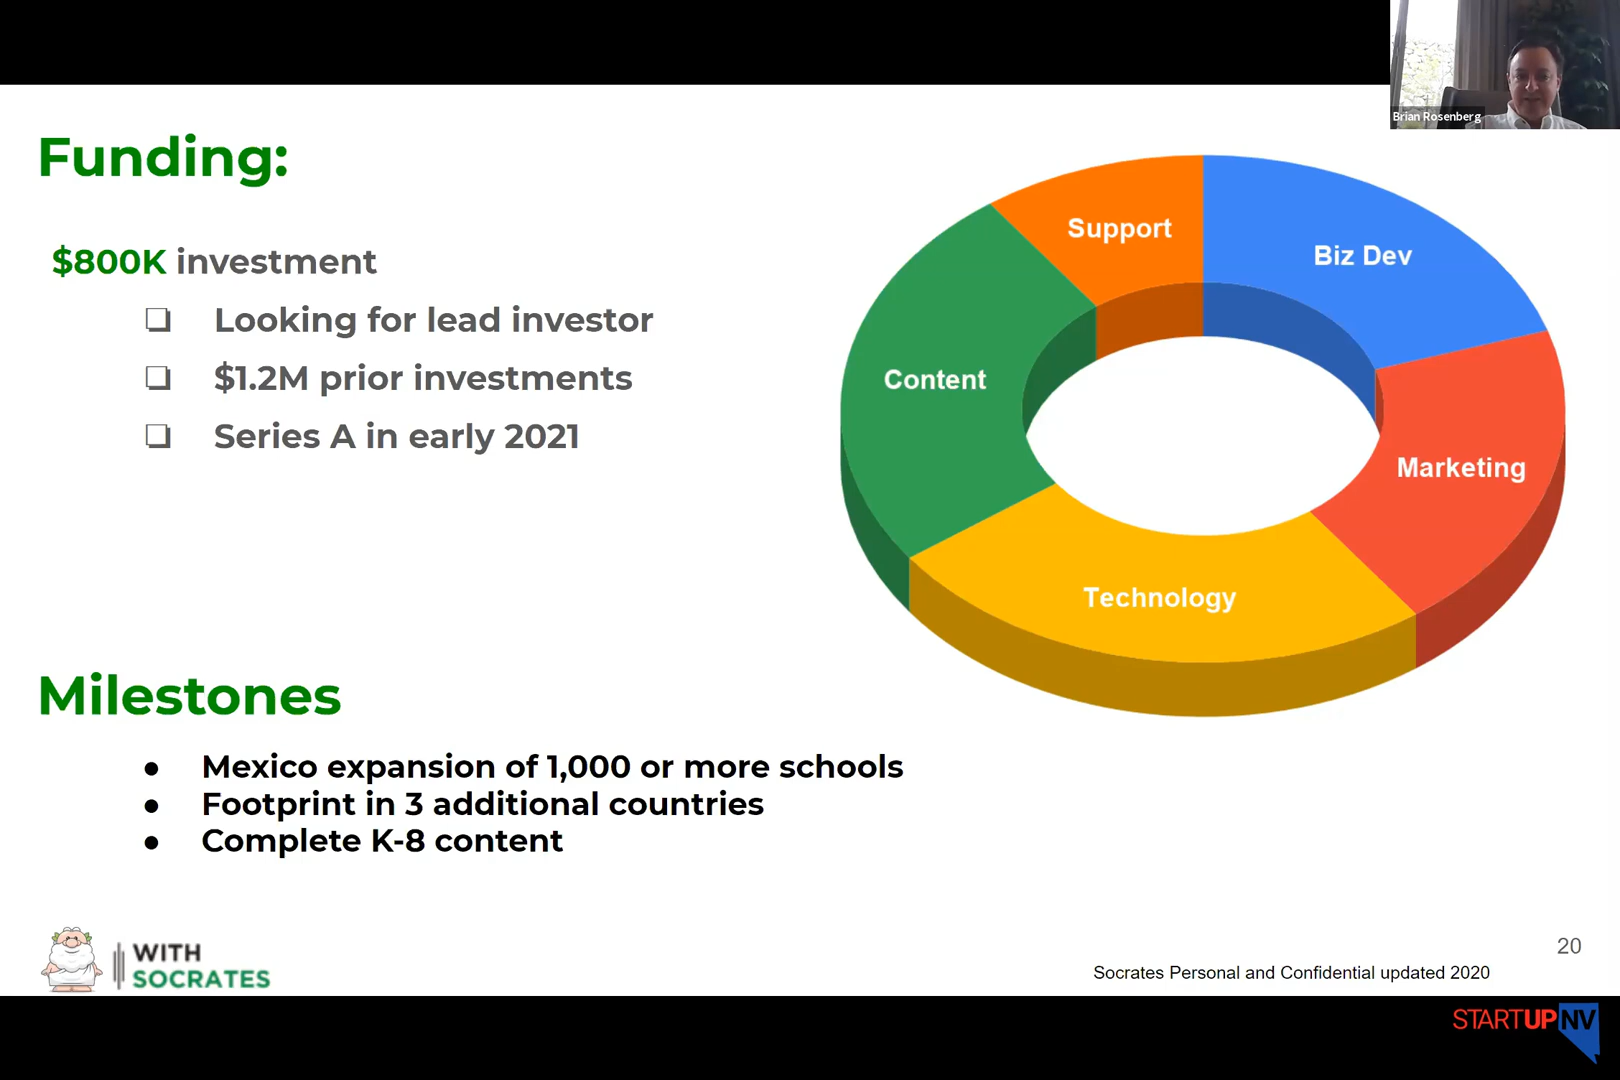 Brian Rosenberg
Funding:
$800K investment
❏ Looking for lead investor
❏ $1.2M prior investments
❏ Series A in early 2021
Support
Biz Dev
Content
Marketing
Technology
Milestones
● Mexico expansion of 1,000 or more schools
● Footprint in 3 additional countries
● Complete K-8 content
WITH
SOCRATES
20
Socrates Personal and Confidential updated 2020
STARTUPNV